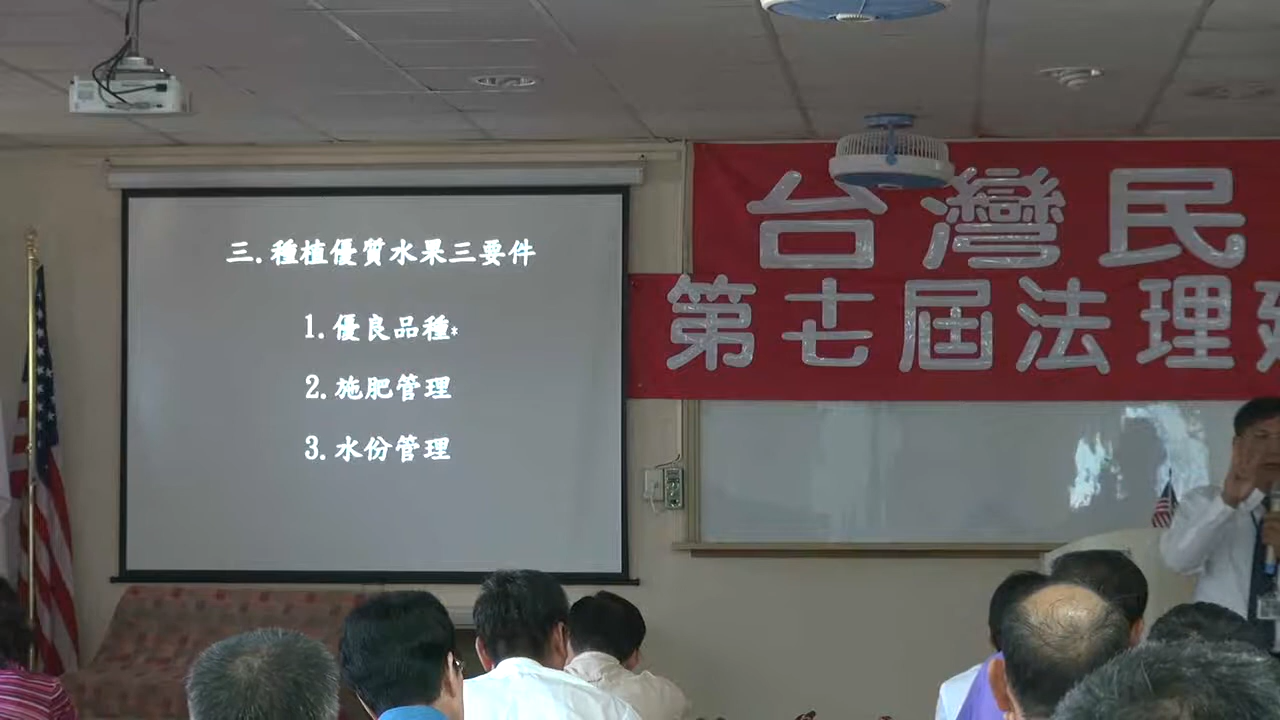 三.種植優質水果三要件
1.優良品種*
2.施肥管理
3.水份管理
台灣民
第七屆法理